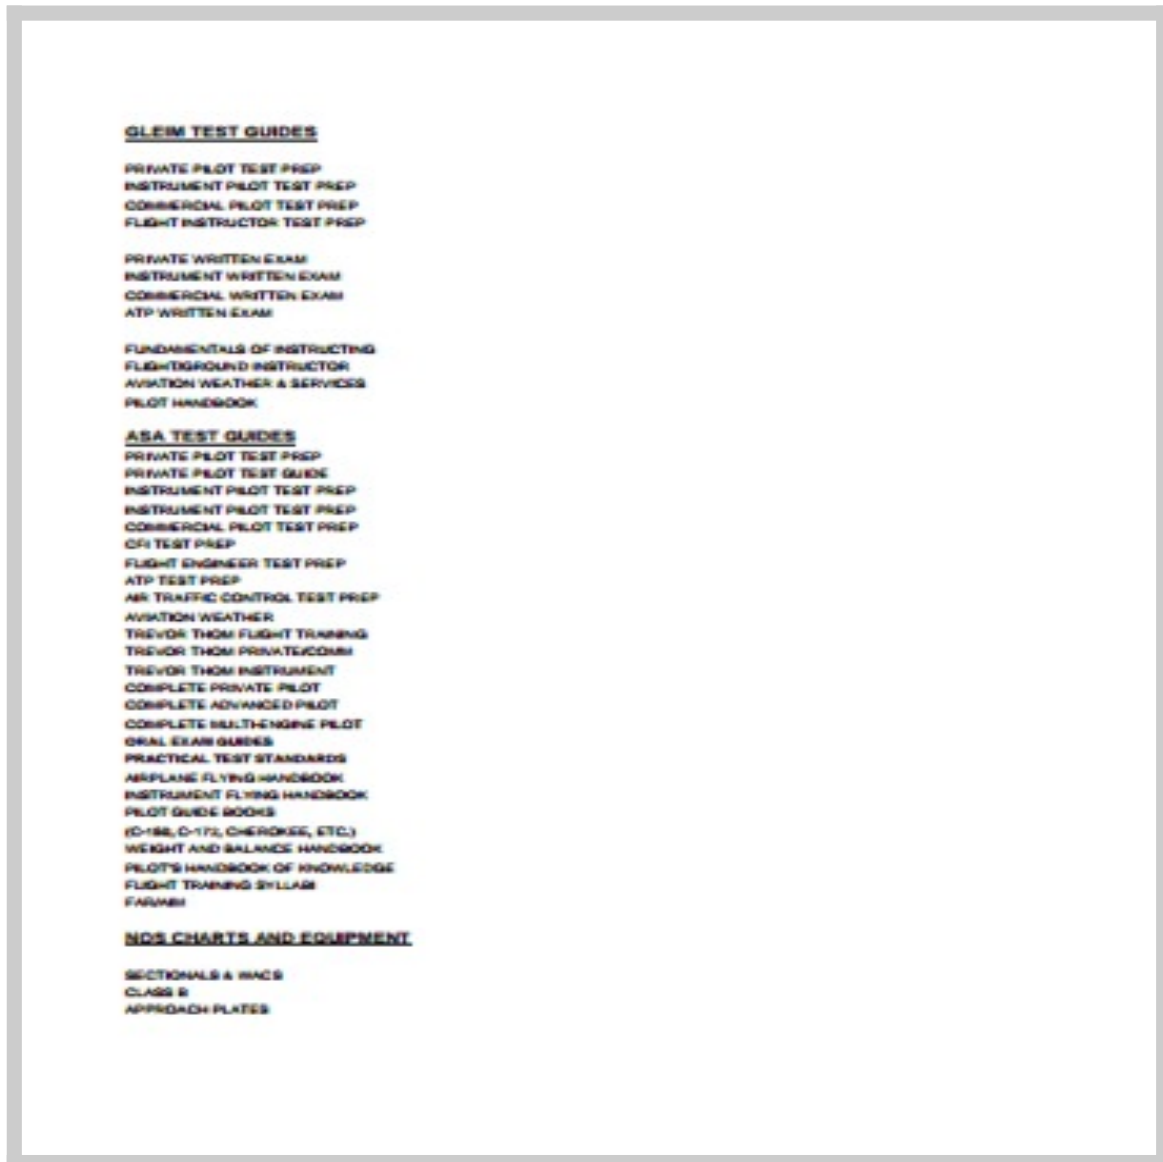 GLEIM TEST GUIDES
PRIVATE PILOT TEST PREP
INSTRUMENT PILOT TEST PREP
COMMERCIAL PILOT TEST PREP
FLIGHT INSTRUCTOR TEST PREP
PRIVATE WRITTEN EXAM
INSTRUMENT WRITTEN EXAM
COMMERCIAL WRITTEN EXAM
ATP WRITTEN EXAM
FUNDAMENTALS OF INSTRUCTING
FLIGHT/GROUND INSTRUCTOR
AVIATION WEATHER & SERVICES
PILOT HANDBOOK
ASA TEST GUIDES
PRIVATE PILOT TEST PREP
PRIVATE PILOT TEST GUIDE
INSTRUMENT PILOT TEST PREP
INSTRUMENT PILOT TEST PREP
COMMERCIAL PILOT TEST PREP
CFI TEST PREP
FLIGHT ENGINEER TEST PREP
ATP TEST PREP
AIR TRAFFIC CONTROL TEST PREP
AVIATION WEATHER
TREVOR THOM FLIGHT TRAINING
TREVOR THOM PRIVATE/COMM
TREVOR THOM INSTRUMENT
COMPLETE PRIVATE PILOT
COMPLETE ADVANCED PILOT
COMPLETE MULTI-ENGINE PILOT
ORAL EXAM GUIDES
PRACTICAL TEST STANDARDS
AIRPLANE FLYING HANDBOOK
INSTRUMENT FLYING HANDBOOK
PILOT GUIDE BOOKS
C-172, CHEROKEE, ETC.)
WEIGHT AND BALANCE HANDBOOK
PILOT'S HANDBOOK OF KNOWLEDGE
FLIGHT TRAINING SYLLABI
FAR/AIM
NOS CHARTS AND EQUIPMENT
SECTIONALS & WACS
CLASS B
APPROACH PLATES